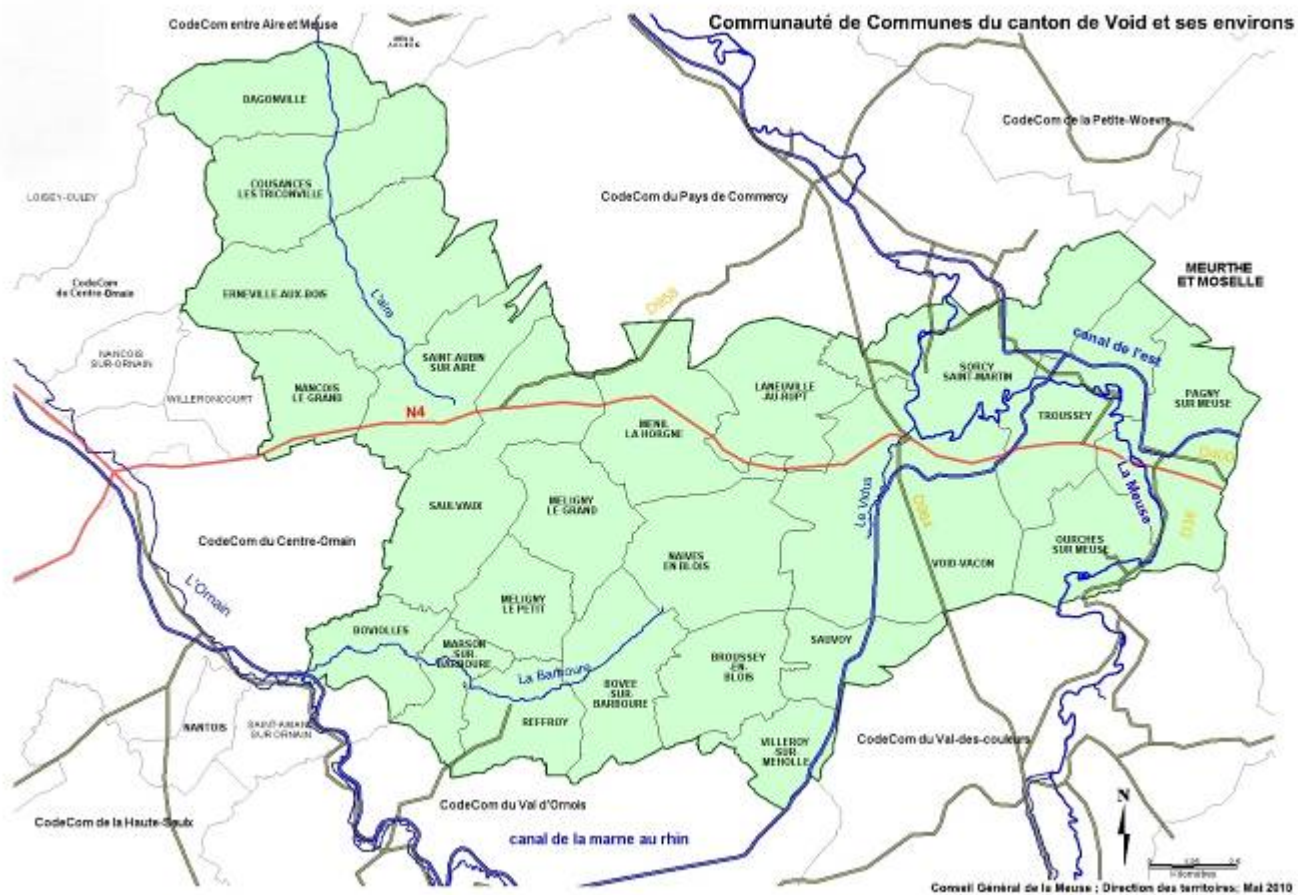 Communauté de Communes du canton de Void et ses environs
CodeCom entre Aire et Meuse
DAGONVILLE
CodeCom de la Petite-Woevre
COUSANCES
LES TRICONVILLE
LOISEY-CULEY
CodeCom du Pays de Commercy
MEURTHE
ET MOSELLE
CodeCom
du Centre-Ornain
ERNEVILLE-AUX-BOIS
L'aire
D958
canal de l'est
NANCOIS
SUR-ORNAIN
SAINT-AUBIN
SUR AIRE
SORCY
SAINT-MARTIN
NANCOIS
LE GRAND
LANEUVILLE
AU-RUPT
PAGNY
SUR MEUSE
WILLERONCOURT
N4
TROUSSEY
MENIL
LA HORGNE
La Meuse
SAULVAUX
MELIGNY
LE GRAND
Le Vidus
D36
CodeCom du Centre-Ornain
OURCHES
SUR MEUSE
NAIVES
EN BLOIS
VOID-VACON
L'Ornain
MELIGNY
LE PETIT
BOVIOLLES
MARSON
SUR-
BARBOURE
SAUVOY
BROUSSEY
EN-
BLOIS
La Barboure
BOVEE
SUR-
BARBOURE
REFFROY
NANTOIS
SUR ORNAIN
VILLEROY
SUR
MEHOLLE
CodeCom du Val-des-couleurs
CodeCom du Val d'Ornois
CodeCom de la Haute-Saulx
canal de la marne au rhin
N
Kilomètres
Conseil Général de la Meuse ; Direction des territoires; Mai 2010